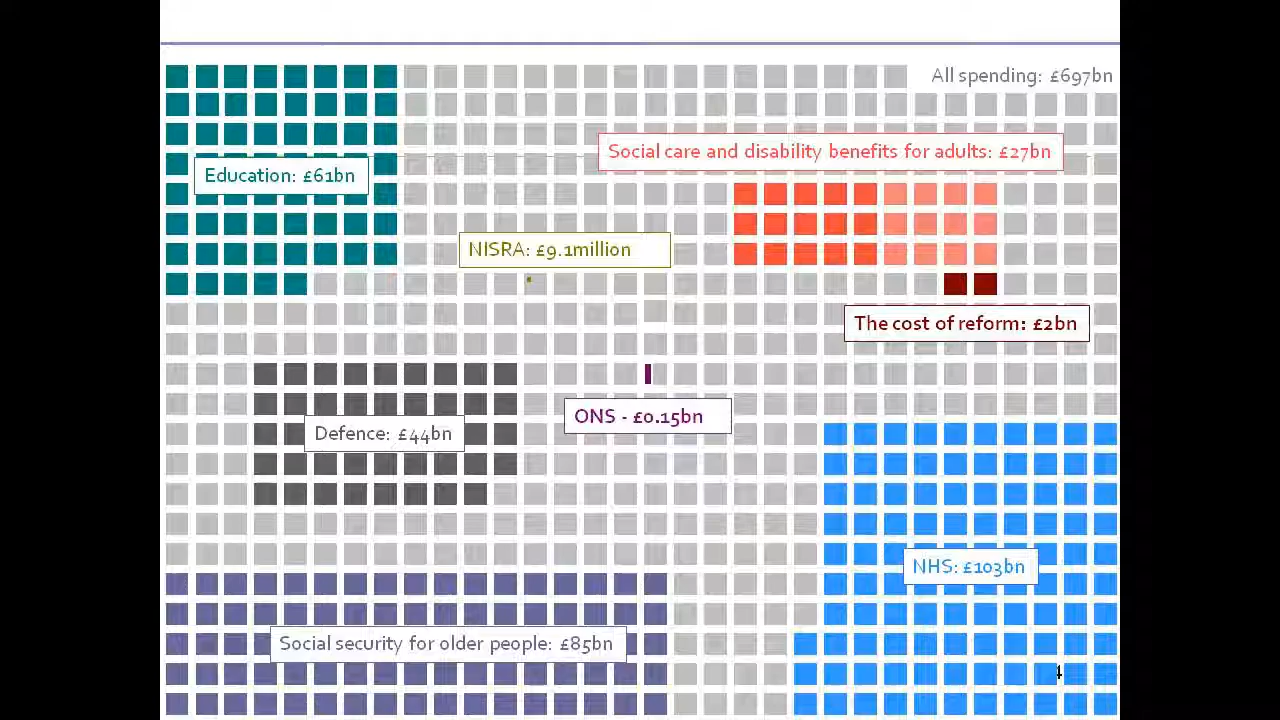 All spending: £697bn
Social care and disability benefits for adults: £27bn
Education: £61bn
NISRA: £9.1million
The cost of reform: £2bn
ONS - £0.15bn
Defence: £44bn
NHS: £103bn
Social security for older people: £85bn
4